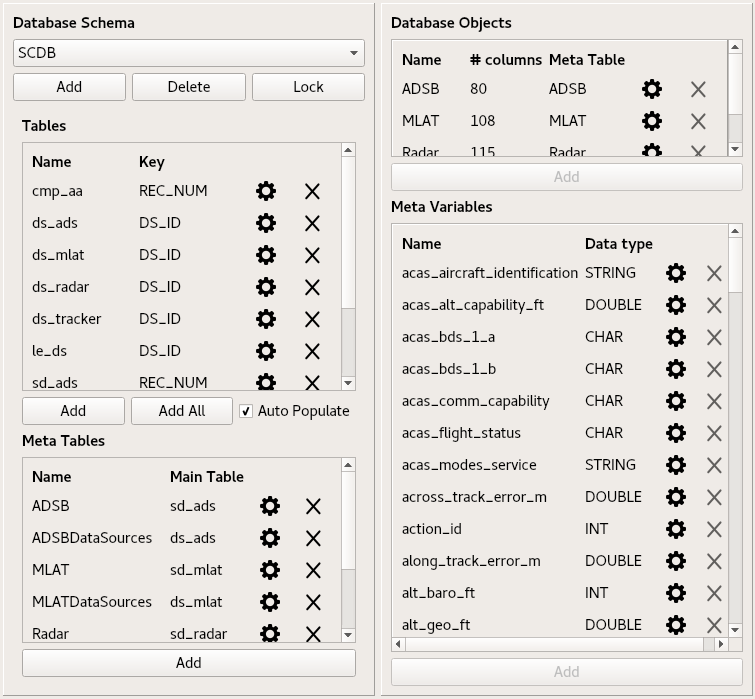 Database Schema
SCDB
Add Delete Lock
Tables
Name Key
cmp_aa REC_NUM
ds_ads DS_ID
ds_mlat DS_ID
ds_radar DS_ID
ds_tracker DS_ID
le_ds DS_ID
sd_ads REC_NUM
Add Add All Auto Populate
Meta Tables
Name Main Table
ADSB sd_ads
ADSBDataSources ds_ads
MLAT sd_mlat
MLATDataSources ds_mlat
Radar sd_radar
Add
Database Objects
Name # columns Meta Table
ADSB 80 ADSB
MLAT 108 MLAT
Radar 115 Radar
Add
Meta Variables
Name Data type
acas_aircraft_identification STRING
acas_alt_capability_ft DOUBLE
acas_bds_1_a CHAR
acas_bds_1_b CHAR
acas_comm_capability CHAR
acas_flight_status CHAR
acas_modes_service STRING
across_track_error_m DOUBLE
action_id INT
along_track_error_m DOUBLE
alt_baro_ft INT
alt_geo_ft DOUBLE
Add